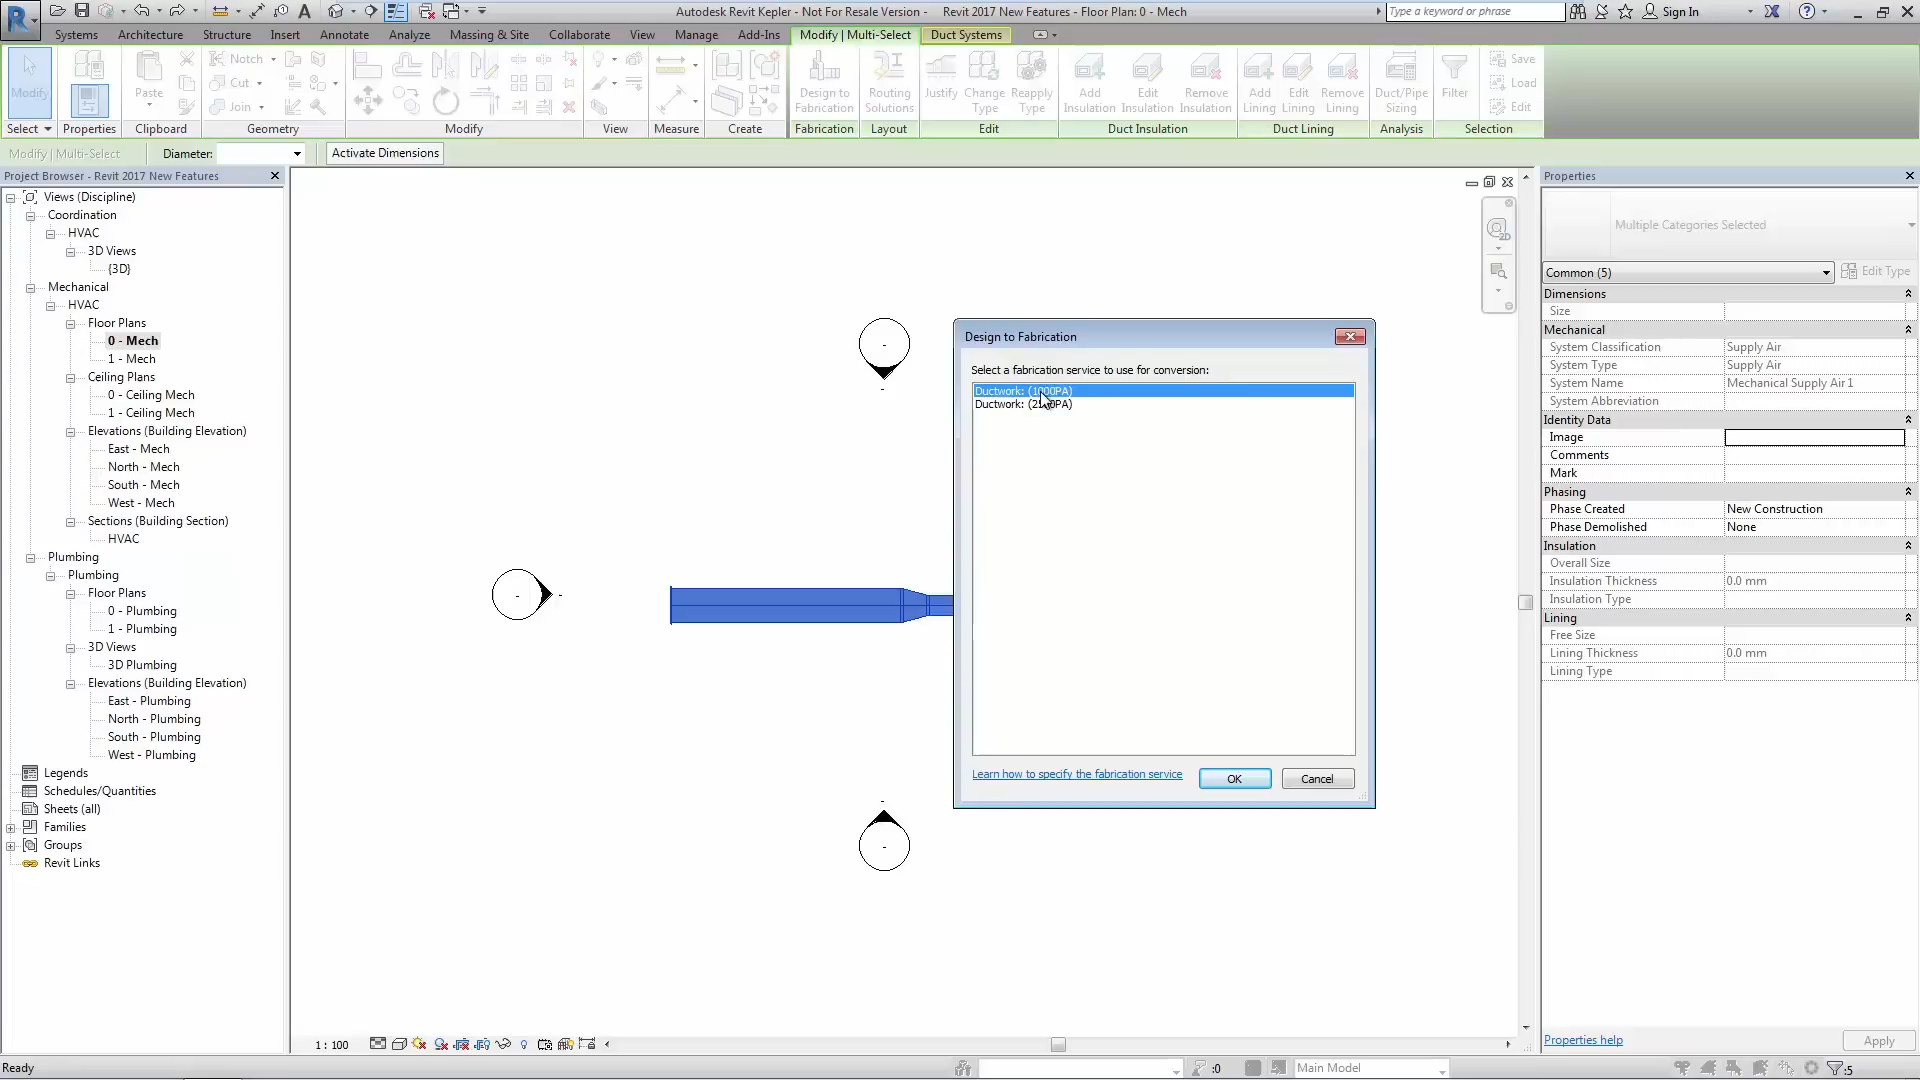 Autodesk Revit Kepler - Not For Resale Version - Revit 2017 New Features - Floor Plan: 0 - Mech
Type a keyword or phrase
Sign In
Systems Architecture Structure Insert Annotate Analyze Massing & Site Collaborate View Manage Add-Ins Modify | Multi-Select Duct Systems
Modify
Paste
Notch
Cut
Join
Design to Fabrication
Routing Solutions
Justify
Change Type
Reapply Type
Add Insulation
Edit Insulation
Remove Insulation
Add Lining
Edit Lining
Remove Lining
Duct/Pipe Sizing
Filter
Save
Load
Edit
Select Properties Clipboard Geometry Modify View Measure Create Fabrication Layout Edit Duct Insulation Duct Lining Analysis Selection
Modify | Multi-Select Diameter: Activate Dimensions
Project Browser - Revit 2017 New Features
Views (Discipline)
Coordination
HVAC
3D Views
{3D}
Mechanical
HVAC
Floor Plans
0 - Mech
1 - Mech
Ceiling Plans
0 - Ceiling Mech
1 - Ceiling Mech
Elevations (Building Elevation)
East - Mech
North - Mech
South - Mech
West - Mech
Sections (Building Section)
HVAC
Plumbing
Plumbing
Floor Plans
0 - Plumbing
1 - Plumbing
3D Views
3D Plumbing
Elevations (Building Elevation)
East - Plumbing
North - Plumbing
South - Plumbing
West - Plumbing
Legends
Schedules/Quantities
Sheets (all)
Families
Groups
Revit Links
2D
Design to Fabrication
Select a fabrication service to use for conversion:
Ductwork: (1000PA)
Ductwork:
Learn how to specify the fabrication service
OK
Cancel
Properties
Multiple Categories Selected
Common (5)
Edit Type
Dimensions
Size
Mechanical
System Classification Supply Air
System Type Supply Air
System Name Mechanical Supply Air 1
System Abbreviation
Identity Data
Image
Comments
Mark
Phasing
Phase Created New Construction
Phase Demolished None
Insulation
Overall Size
Insulation Thickness 0.0 mm
Insulation Type
Lining
Free Size
Lining Thickness 0.0 mm
Lining Type
Properties help
Apply
1 : 100
Ready
:0
Main Model
:5